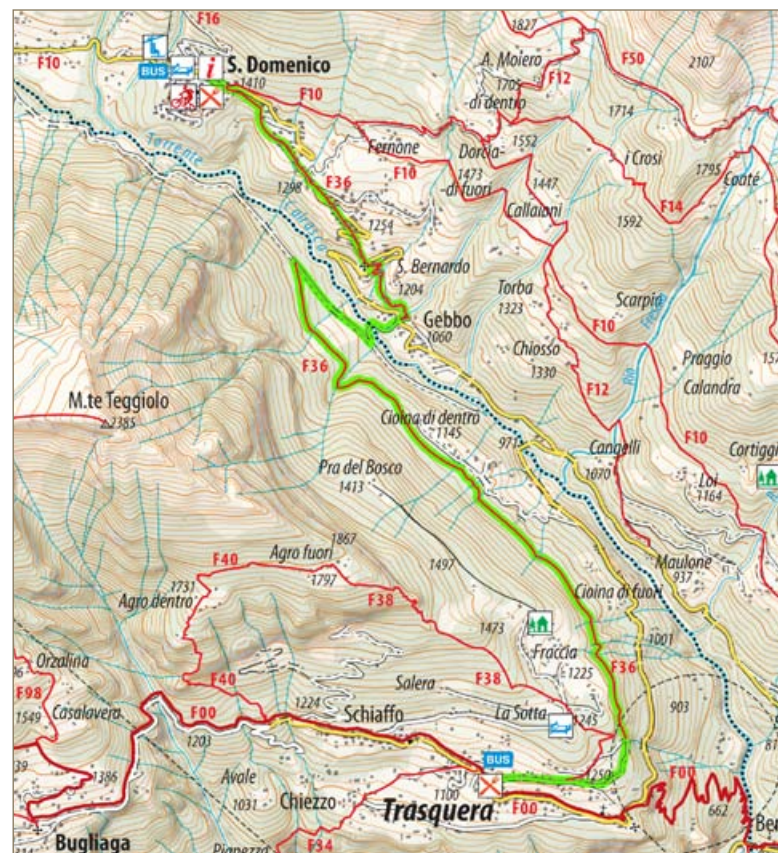 F16
1827
F50
F10
BUS
i
S. Domenico
1410
A. Moiero
1705
di dentro
F12
2107
F10
1714
Torrente
Fernone
F10
Dorcia-
1473
-di fuori
1552
i Crosi
1795
Coatè
1298
F36
1447
Callaioni
F14
1254
1592
S. Bernardo
1204
Torba
1323
Scarpia
Gebbo
1060
F10
Chiosso
1330
Rio
Praggio
F36
F12
Calandra
M.te Teggiolo
2385
Cioina di dentro
1145
971
Cangelli
1070
F10
Cortiggi
Pra del Bosco
1413
Loi
1164
Agro fuori
1867
1797
F40
1731
Agro dentro
1497
Maulone
937
F38
Cioina di fuori
1001
Orzalina
1473
Fraccia
1225
F36
F98
1549
F40
Salera
F38
903
Casalavera
F00
1224
Schiaffo
La Sotta
1245
1203
BUS
1250
F00
1386
Avale
1031
Chiezzo
1100
Trasquera
F00
662
Bugliaga
F34